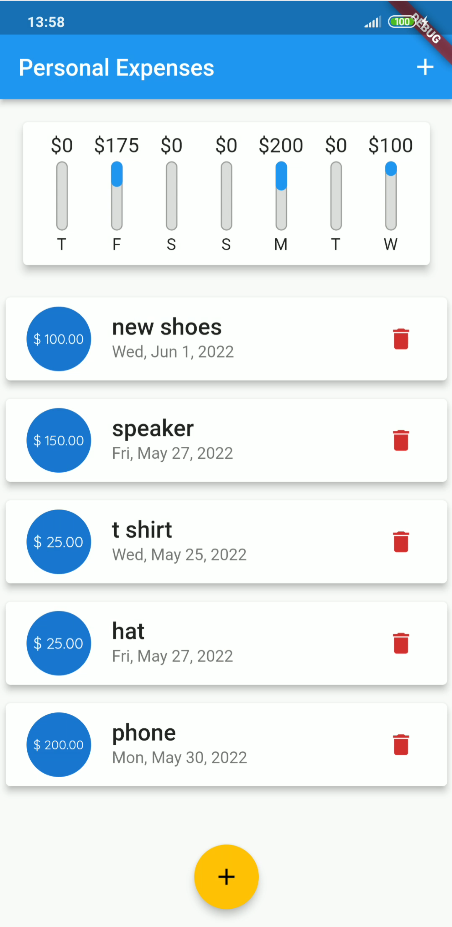 13:58
100
DEBUG
Personal Expenses
+
$0 $175 $0 $0 $200 $0 $100
T F S S M T W
$ 100.00
new shoes
Wed, Jun 1, 2022
$ 150.00
speaker
Fri, May 27, 2022
$ 25.00
t shirt
Wed, May 25, 2022
$ 25.00
hat
Fri, May 27, 2022
$ 200.00
phone
Mon, May 30, 2022
+